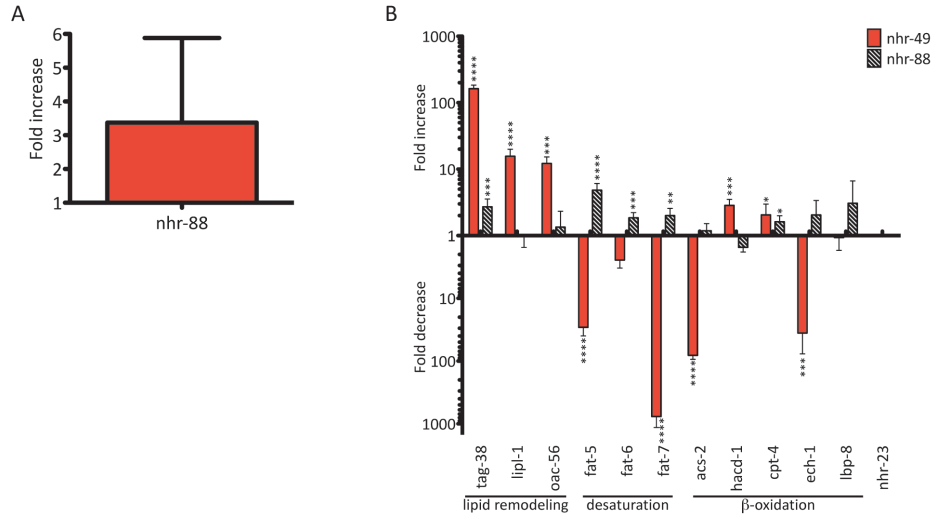 A
Fold increase
6
5
4
3
2
1
nhr-88
B
nhr-49
nhr-88
Fold increase
Fold decrease
1000
100
10
1
10
100
1000
****
***
****
***
****
****
***
**
****
****
***
*
*
***
tag-38
lipl-1
oac-56
fat-5
fat-6
fat-7
acs-2
hacd-1
cpt-4
ech-1
lbp-8
nhr-23
lipid remodeling
desaturation
β-oxidation